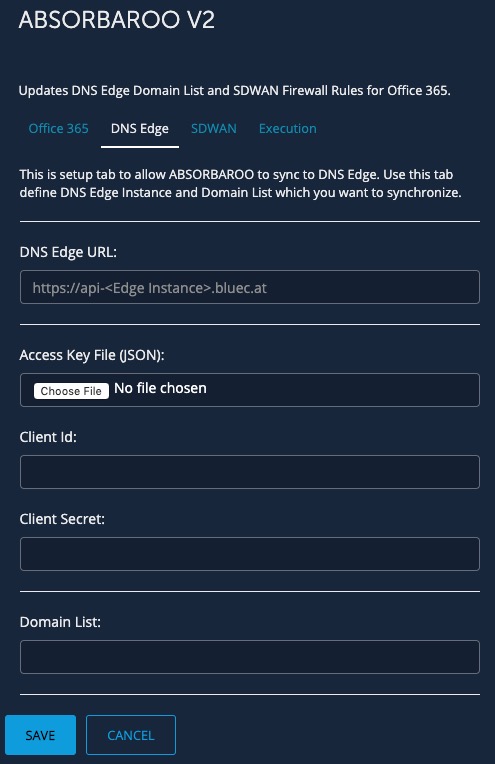 ABSORBAROO V2
Updates DNS Edge Domain List and SDWAN Firewall Rules for Office 365.
Office 365 DNS Edge SDWAN Execution
This is setup tab to allow ABSORBAROO to sync to DNS Edge. Use this tab
define DNS Edge Instance and Domain List which you want to synchronize.
DNS Edge URL:
https://api-<Edge Instance>.bluec.at
Access Key File (JSON):
Choose File No file chosen
Client Id:
Client Secret:
Domain List:
SAVE CANCEL